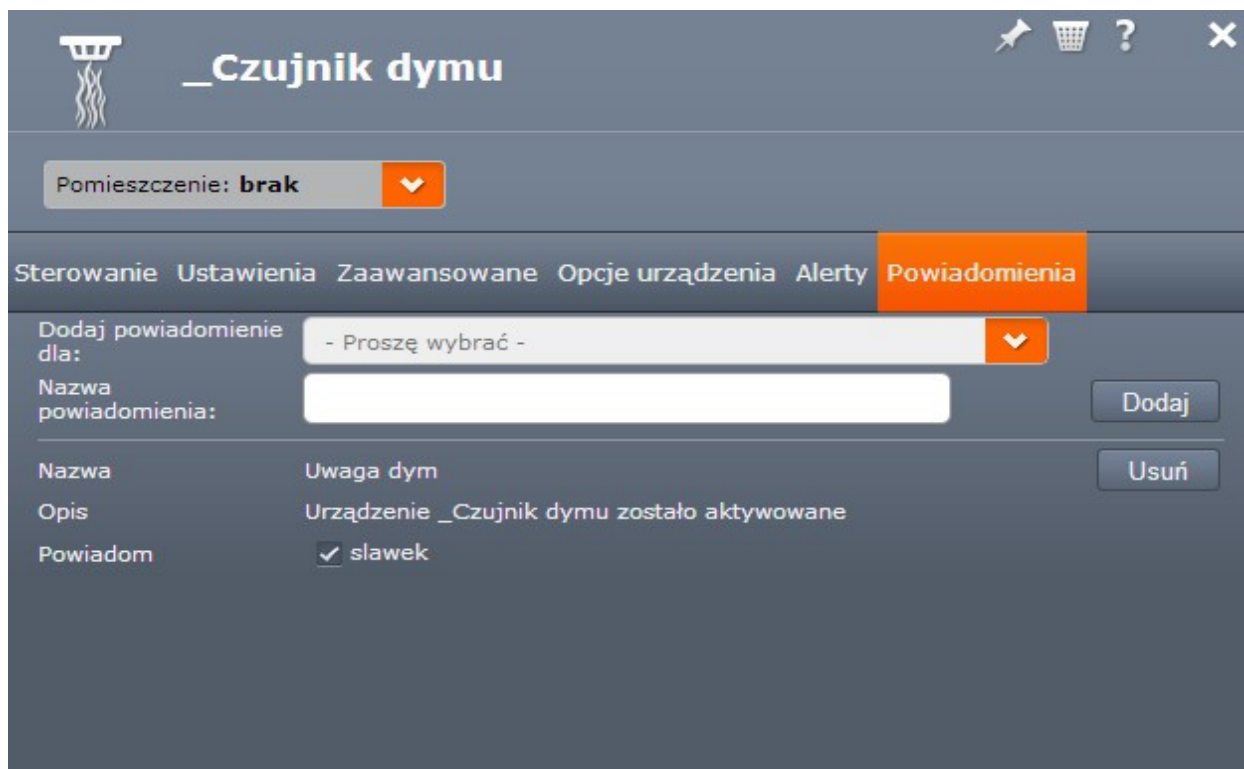 _Czujnik dymu
?
Pomieszczenie: brak
Sterowanie Ustawienia Zaawansowane Opcje urządzenia Alerty Powiadomienia
Dodaj powiadomienie
dla:
- Proszę wybrać -
Nazwa
powiadomienia:
Dodaj
Nazwa Uwaga dym Usuń
Opis Urządzenie _Czujnik dymu zostało aktywowane
Powiadom slawek